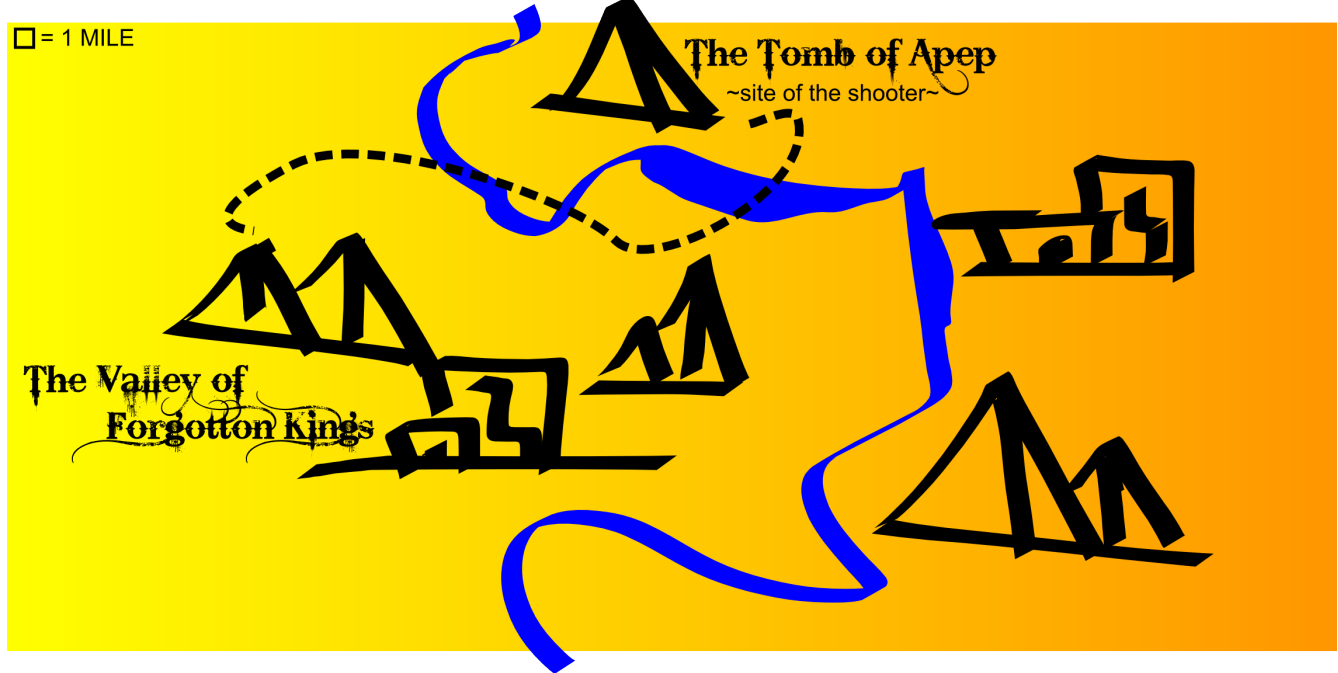 = 1 MILE
The Tomb of Apep
~site of the shooter~
The Valley of
Forgotton Kings